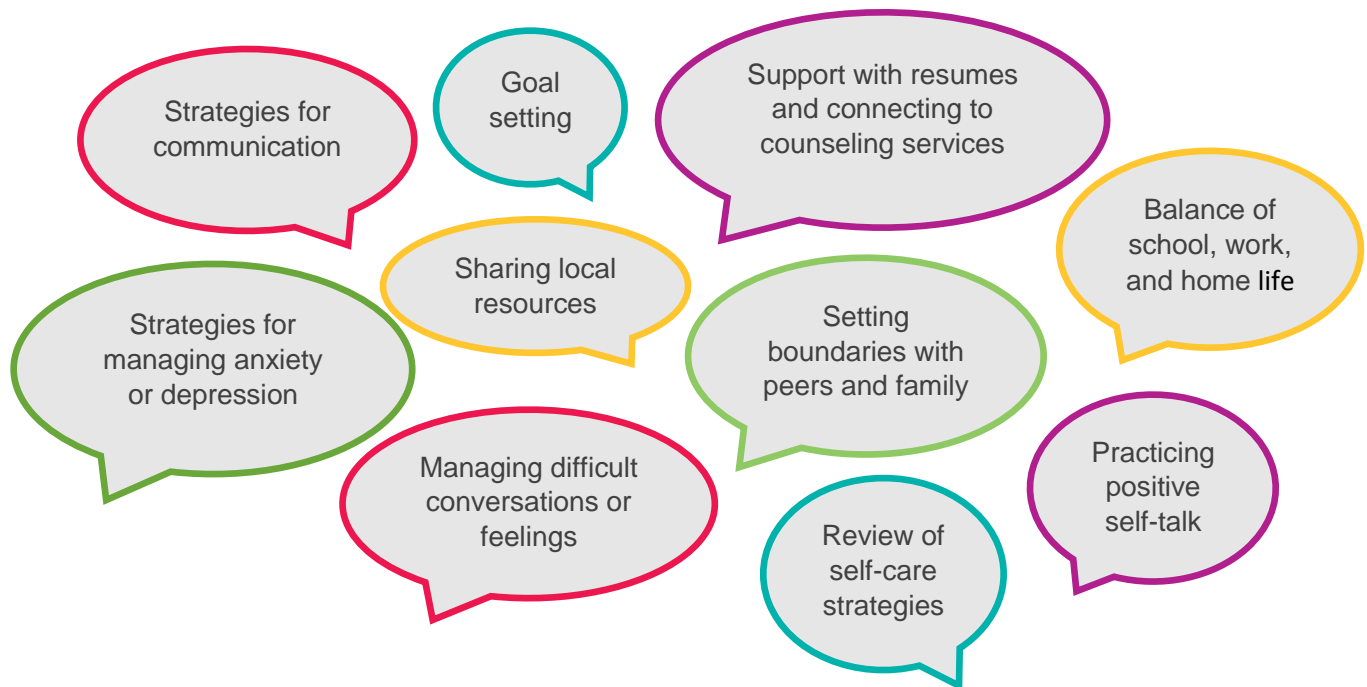 Strategies for
communication
Goal
setting
Support with resumes
and connecting to
counseling services
Balance of
school, work,
and home life
Sharing local
resources
Strategies for
managing anxiety
or depression
Setting
boundaries with
peers and family
Managing difficult
conversations or
feelings
Practicing
positive
self-talk
Review of
self-care
strategies